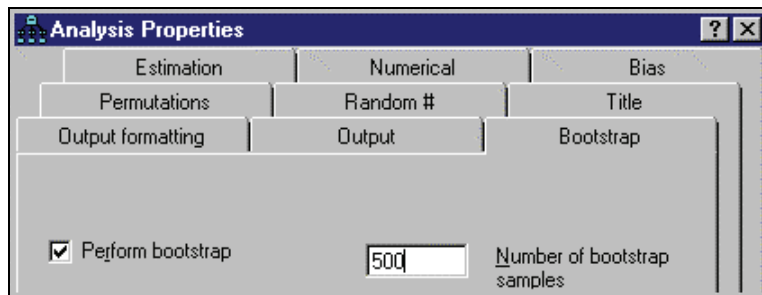 Analysis Properties
Estimation Numerical Bias
Permutations Random # Title
Output formatting Output Bootstrap
Perform bootstrap 500 Number of bootstrap
samples